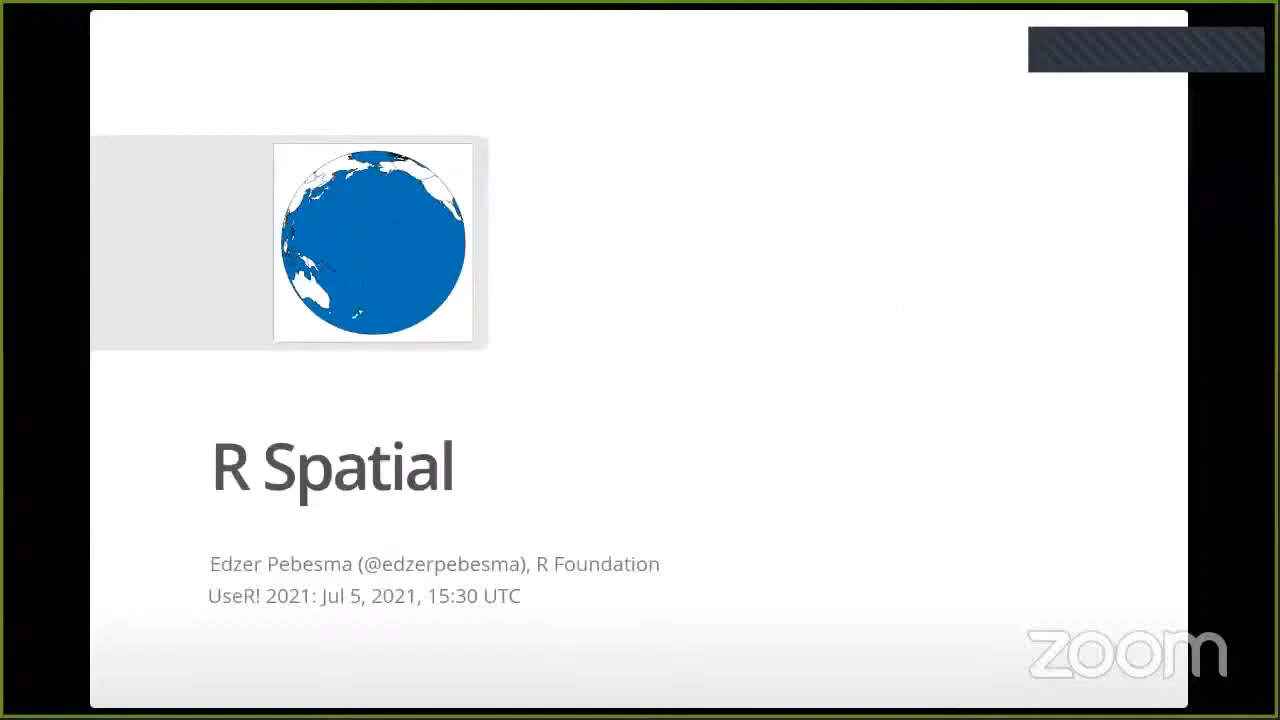 R Spatial
Edzer Pebesma (@edzerpebesma), R Foundation
UseR! 2021: Jul 5, 2021, 15:30 UTC
zoom